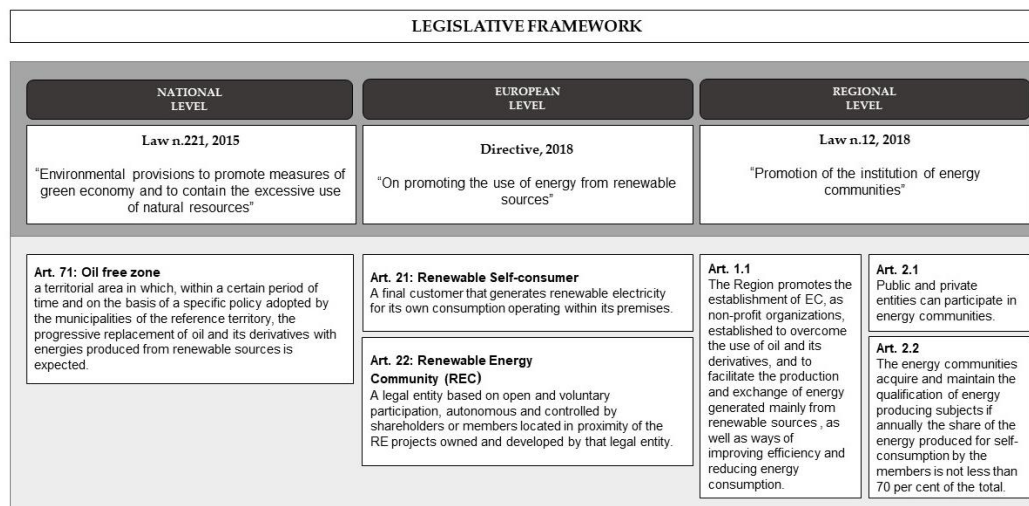 LEGISLATIVE FRAMEWORK
NATIONAL
LEVEL
Law n.221, 2015
“Environmental provisions to promote measures of
green economy and to contain the excessive use
of natural resources”
EUROPEAN
LEVEL
Directive, 2018
“On promoting the use of energy from renewable
sources”
REGIONAL
LEVEL
Law n.12, 2018
“Promotion of the institution of energy
communities”
Art. 71: Oil free zone
a territorial area in which, within a certain period of
time and on the basis of a specific policy adopted by
the municipalities of the reference territory, the
progressive replacement of oil and its derivatives with
energies produced from renewable sources is
expected.
Art. 21: Renewable Self-consumer
A final customer that generates renewable electricity
for its own consumption operating within its premises.
Art. 22: Renewable Energy
Community (REC)
A legal entity based on open and voluntary
participation, autonomous and controlled by
shareholders or members located in proximity of the
RE projects owned and developed by that legal entity.
Art. 1.1
The Region promotes the
establishment of EC, as
non-profit organizations,
established to overcome
the use of oil and its
derivatives, and to
facilitate the production
and exchange of energy
generated mainly from
renewable sources , as
well as ways of
improving efficiency and
reducing energy
consumption.
Art. 2.1
Public and private
entities can participate in
energy communities.
Art. 2.2
The energy communities
acquire and maintain the
qualification of energy
producing subjects if
annually the share of the
energy produced for self-
consumption by the
members is not less than
70 per cent of the total.